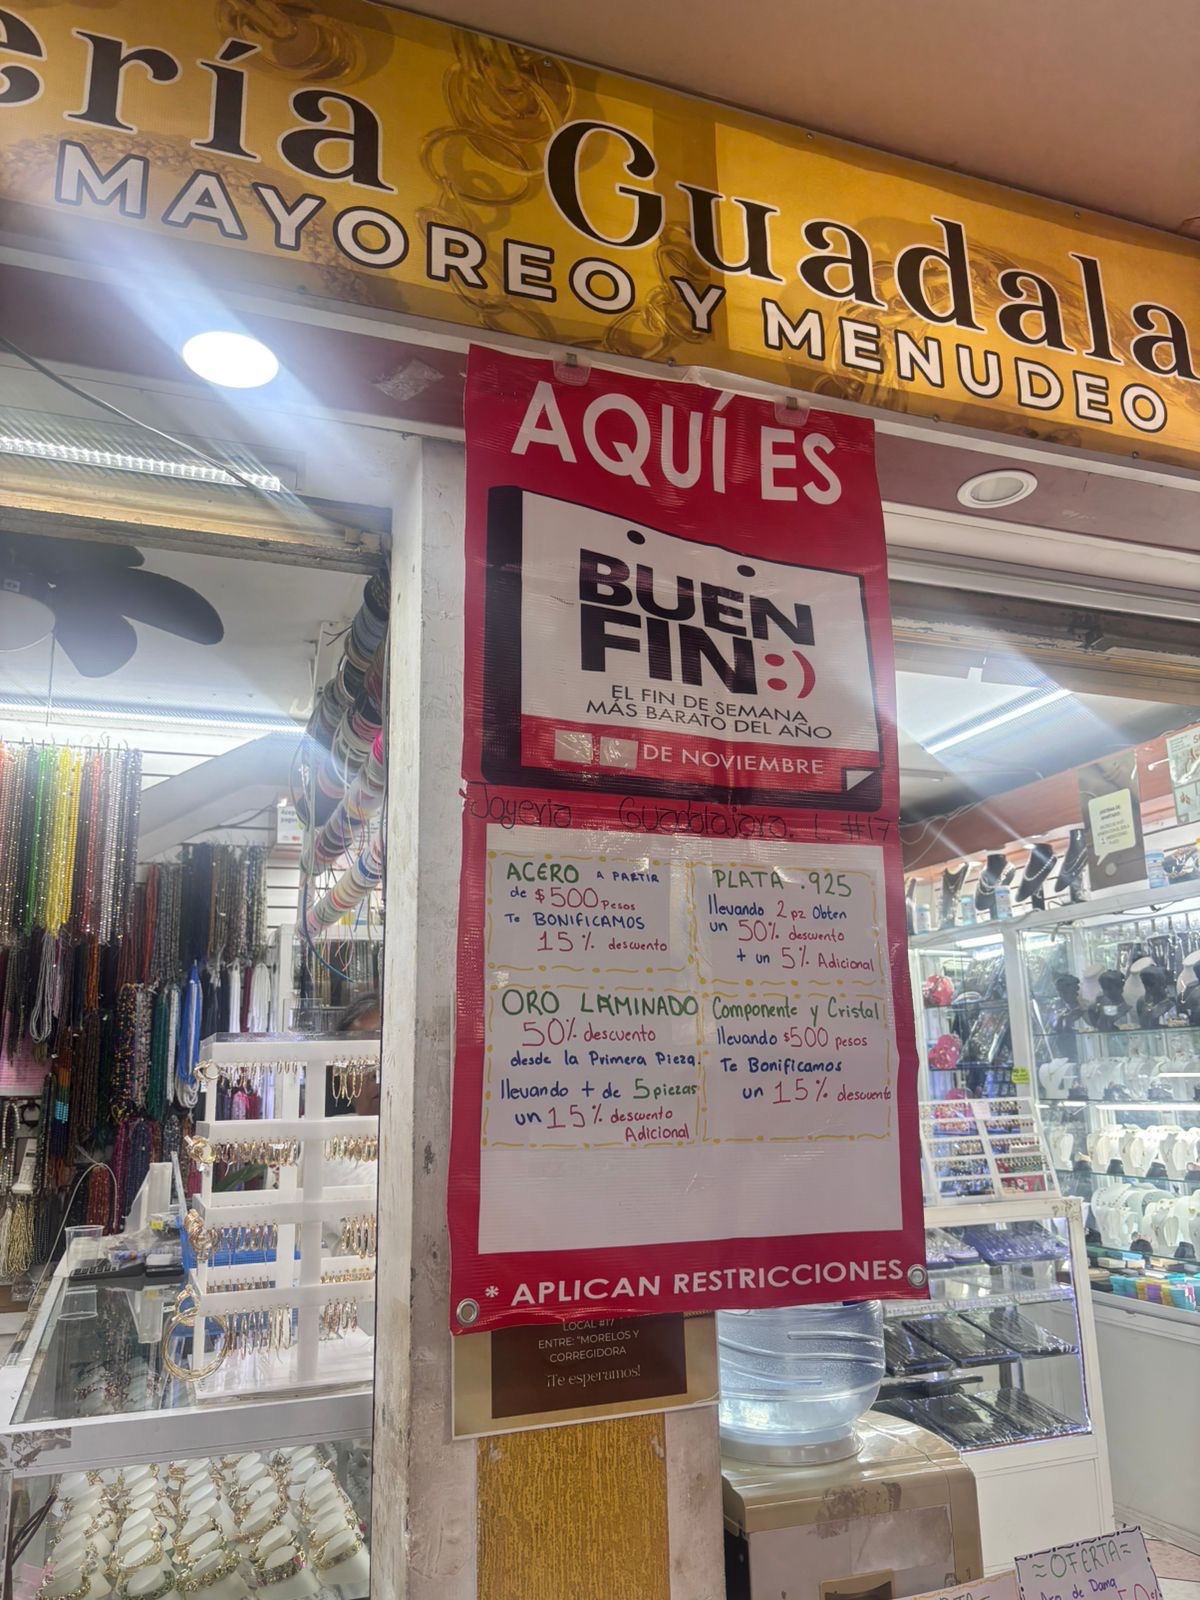 ería Guadala
MAYOREO Y MENUDEO
AQUÍ ES
BUEN
FIN:)
EL FIN DE SEMANA
MÁS BARATO DEL AÑO
DE NOVIEMBRE
Joyeria Guadalajara. L #17
ACERO A PARTIR
de $500 Pesos
Te BONIFICAMOS
15% descuento
PLATA .925
llevando 2 pz Obten
un 50% descuento
+ un 5% Adicional
ORO LAMINADO
50% descuento
desde la Primera Pieza.
llevando + de 5 piezas
un 15% descuento
Adicional
Componente y Cristal
llevando $500 pesos
Te Bonificamos
un 15% descuento
* APLICAN RESTRICCIONES
LOCAL #17
ENTRE: "MORELOS Y
CORREGIDORA
¡Te esperamos!
≈OFERTA≈
de Dama